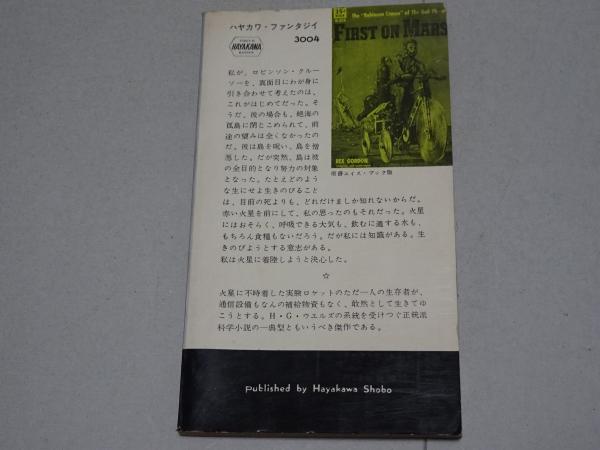 ハヤカワ・ファンタジイ
HAYAKAWA
3004
35¢
The "Robinson Crusoe" of The Red Planet
FIRST ON MARS
REX GORDON
原書エイス・ブック版
私が、ロビンソン・クルー
ソーを、真面目にわが身に
引き合わせて考えたのは、
これがはじめてだった。そ
うだ、彼の場合も、絶海の
孤島に閉じこめられて、前
途の望みは全くなかったの
だ。彼は島を呪い、島を憎
悪した。だが突然、島は彼
の全目的となり努力の対象
となった。たとえどのよう
な生にせよ生きのびること
は、目前の死よりも、どれだけましか知れないからだ。
赤い火星を前にして、私の思ったのもそれだった。火星
にはおそらく、呼吸できる大気も、飲むに適する水も、
もちろん食糧もないだろう。だが私には知識がある。生
きのびようとする意志がある。
私は火星に着陸しようと決心した。
☆
火星に不時着した実験ロケットのただ一人の生存者が、
通信設備もなんの補給物資もなく、敢然として生きてゆ
こうとする。H・G・ウエルズの系統を受けつぐ正統派
科学小説の一典型ともいうべき傑作である。
published by Hayakawa Shobo